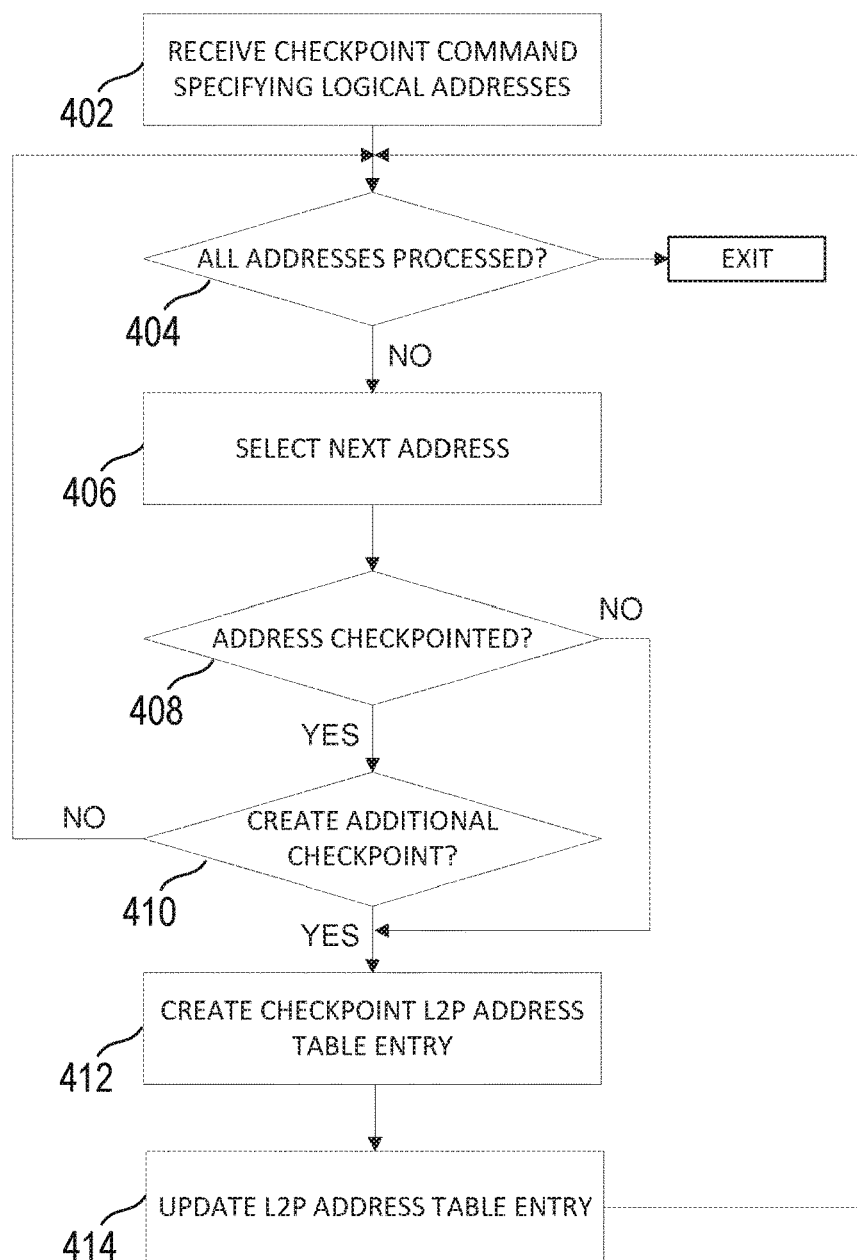 RECEIVE CHECKPOINT COMMAND
SPECIFYING LOGICAL ADDRESSES
402
ALL ADDRESSES PROCESSED?
EXIT
404
NO
SELECT NEXT ADDRESS
406
NO
ADDRESS CHECKPOINTED?
408
YES
NO
CREATE ADDITIONAL
CHECKPOINT?
410
YES
CREATE CHECKPOINT L2P ADDRESS
TABLE ENTRY
412
UPDATE L2P ADDRESS TABLE ENTRY
414